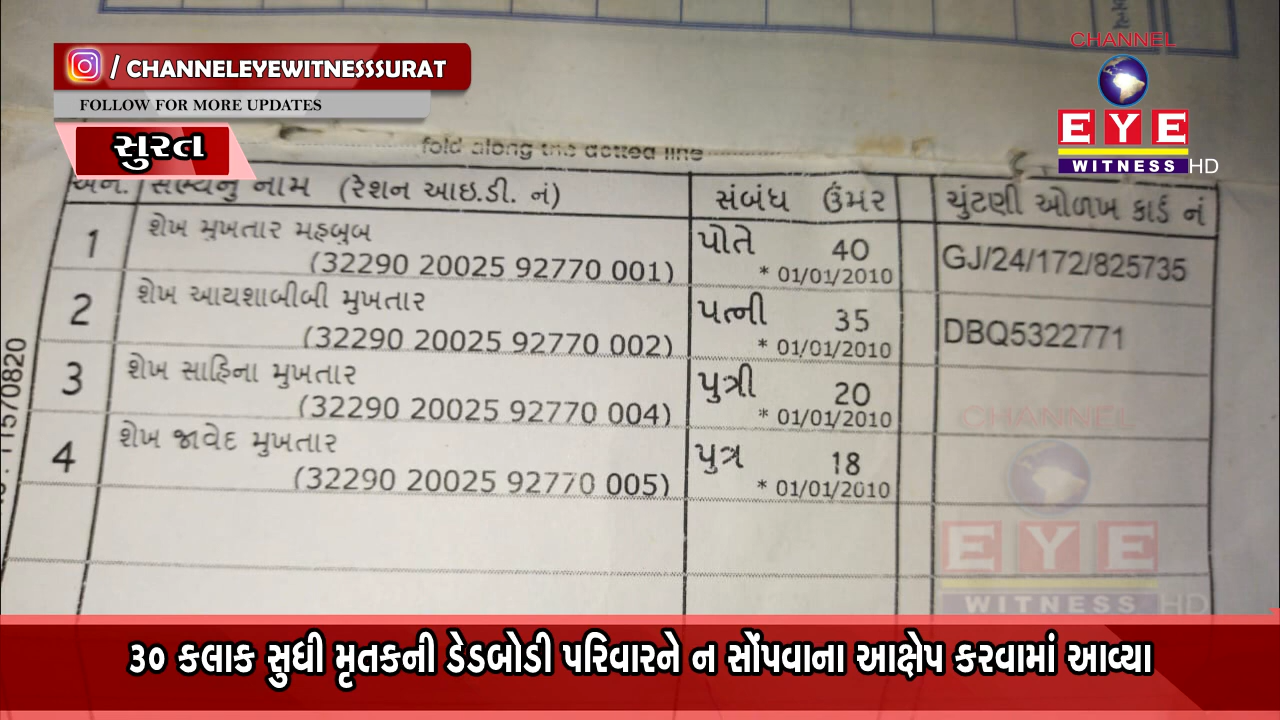 / CHANNELEYEWITNESSSURAT
FOLLOW FOR MORE UPDATES
સુરત
CHANNEL
EYE
WITNESS HD
fold along the dotted line
નામ (રેશન આઇ.ડી. નં) સંબંધ ઉંમર ચુંટણી ઓળખ કાર્ડ નં
1 શેખ મુખતાર મહબુબ પોતે 40 GJ/24/172/825735
(32290 20025 92770 001) * 01/01/2010
2 શેખ આયશાબીબી મુખતાર પત્ની 35 DBQ5322771
(32290 20025 92770 002) * 01/01/2010
3 શેખ સાહિના મુખતાર પુત્રી 20
(32290 20025 92770 004) * 01/01/2010
4 શેખ જાવેદ મુખતાર પુત્ર 18
(32290 20025 92770 005) * 01/01/2010
11570820
CHANNEL
EYE
WITNESS HD
૩૦ કલાક સુધી મૃતકની ડેડબોડી પરિવારને ન સોંપવાના આક્ષેપ કરવામાં આવ્યા